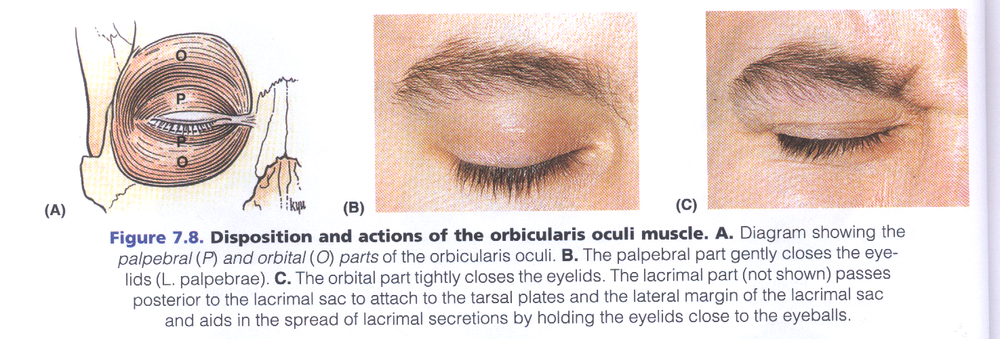 O
P
P
O
kyu
(A)
(B)
(C)
Figure 7.8. Disposition and actions of the orbicularis oculi muscle. A. Diagram showing the
palpebral (P) and orbital (O) parts of the orbicularis oculi. B. The palpebral part gently closes the eye-
lids (L. palpebrae). C. The orbital part tightly closes the eyelids. The lacrimal part (not shown) passes
posterior to the lacrimal sac to attach to the tarsal plates and the lateral margin of the lacrimal sac
and aids in the spread of lacrimal secretions by holding the eyelids close to the eyeballs.